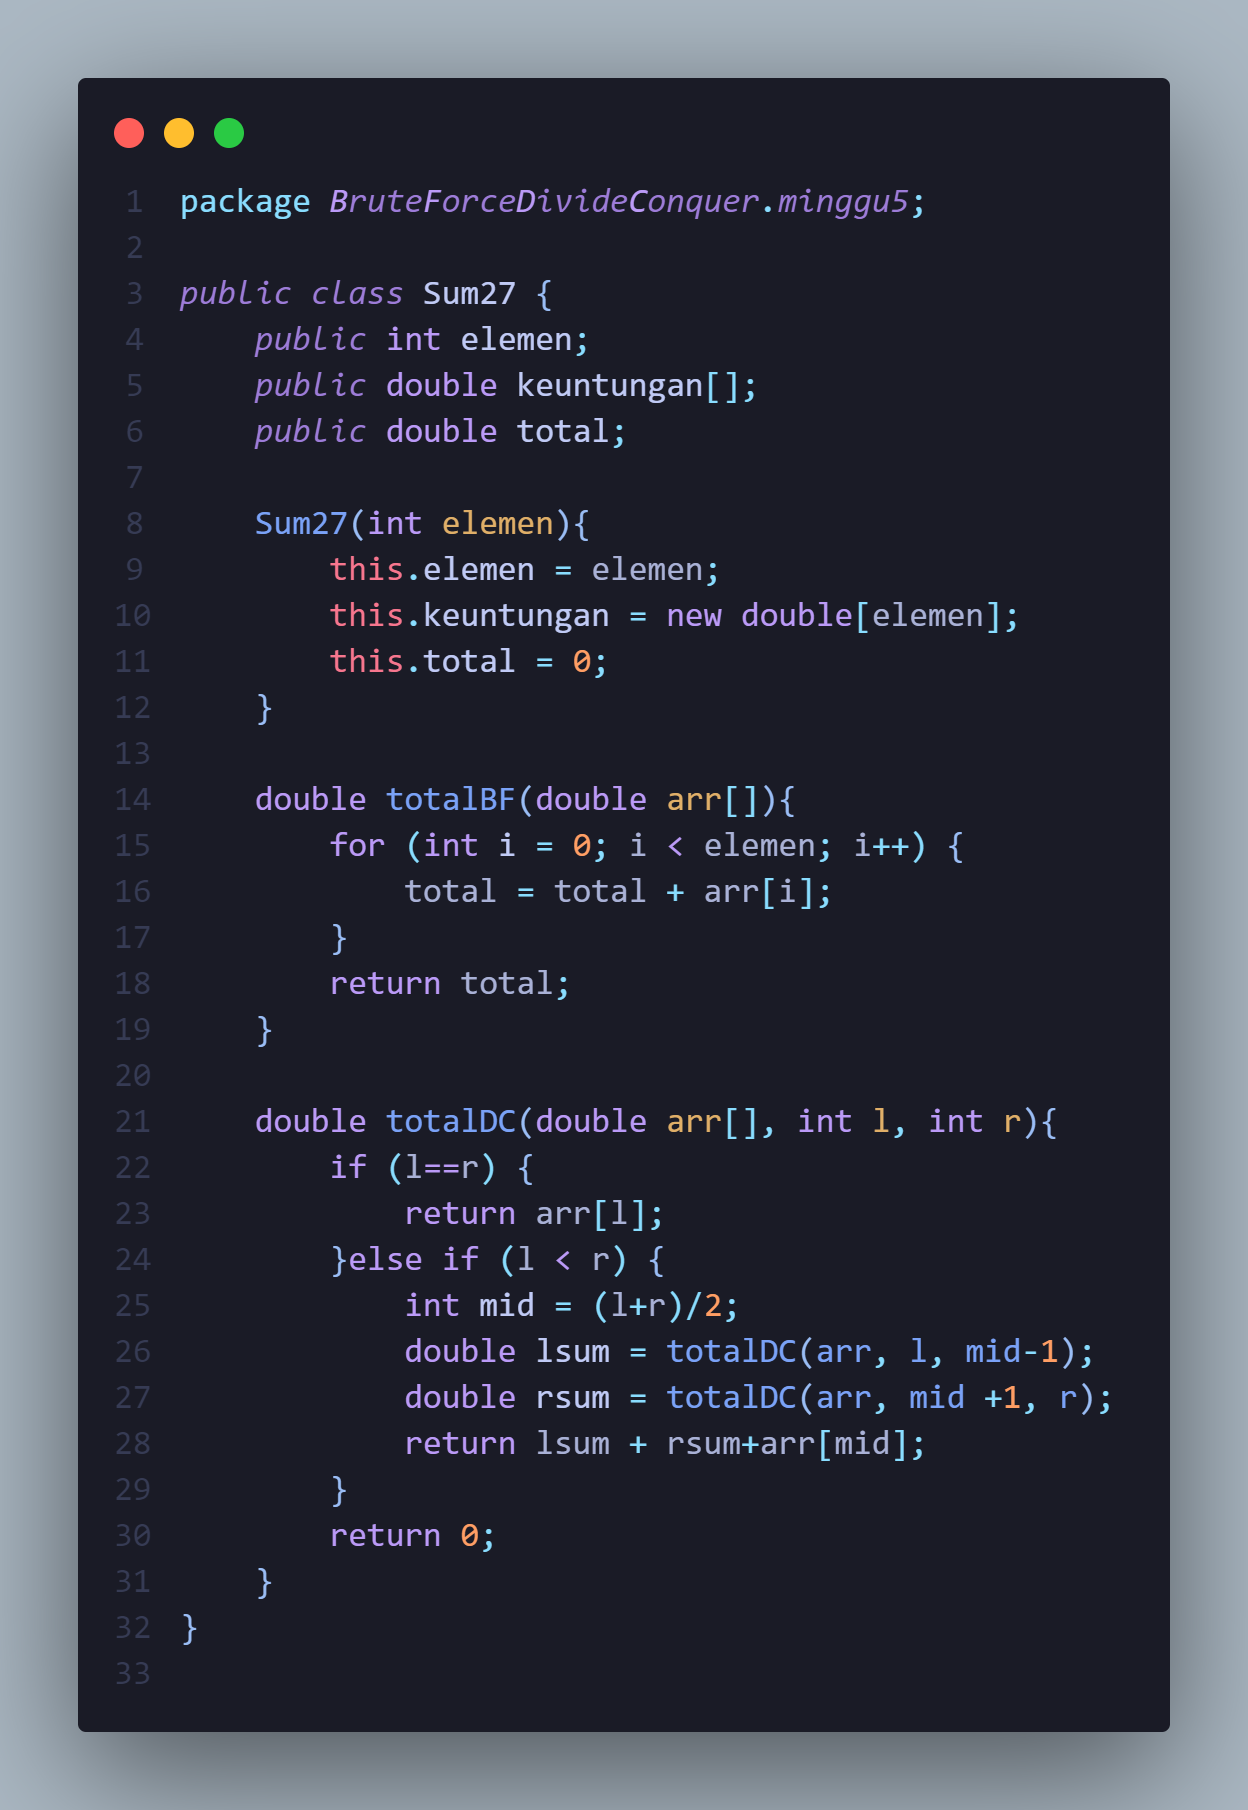 1 package BruteForceDivideConquer.minggu5;
2
3 public class Sum27 {
4     public int elemen;
5     public double keuntungan[];
6     public double total;
7
8     Sum27(int elemen){
9         this.elemen = elemen;
10         this.keuntungan = new double[elemen];
11         this.total = 0;
12     }
13
14     double totalBF(double arr[]){
15         for (int i = 0; i < elemen; i++) {
16             total = total + arr[i];
17         }
18         return total;
19     }
20
21     double totalDC(double arr[], int l, int r){
22         if (l==r) {
23             return arr[l];
24         }else if (l < r) {
25             int mid = (l+r)/2;
26             double lsum = totalDC(arr, l, mid-1);
27             double rsum = totalDC(arr, mid +1, r);
28             return lsum + rsum+arr[mid];
29         }
30         return 0;
31     }
32 }
33